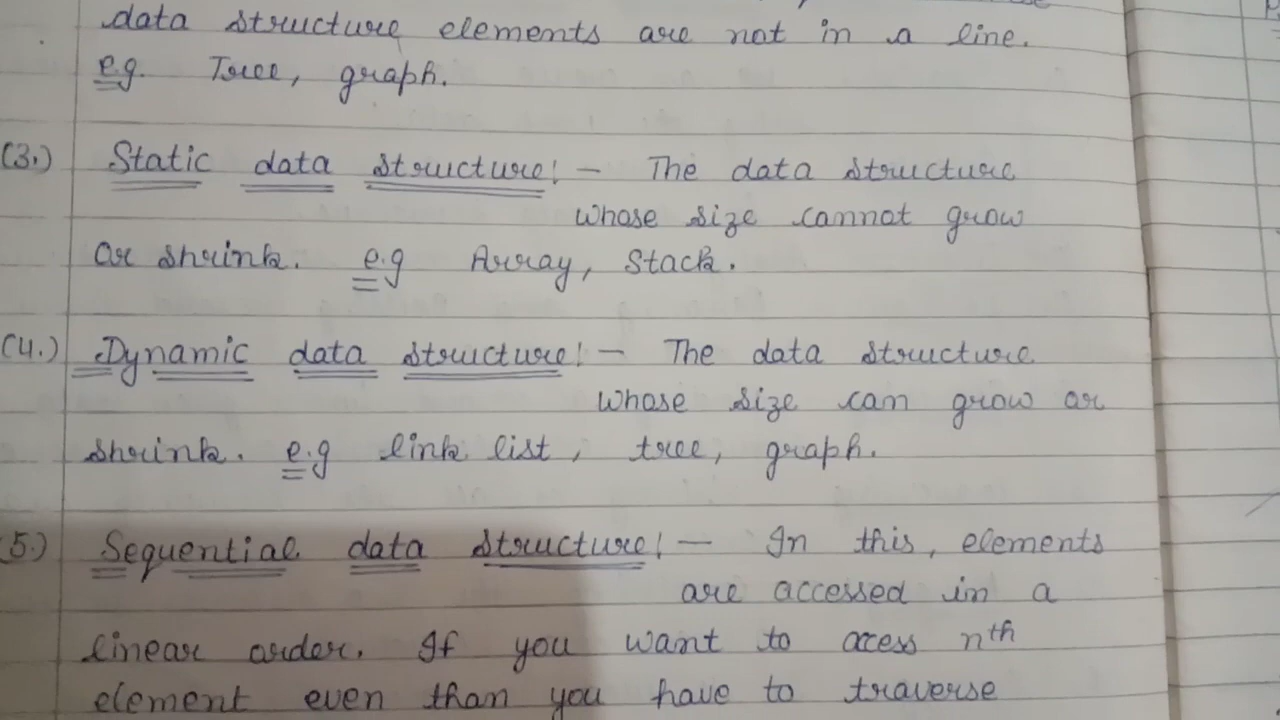 data structure elements are not in a line.
e.g. Tree, graph.
(3.) Static data structure:- The data structure
whose size cannot grow
or shrink. e.g Array, Stack.
(4.) Dynamic data structure:- The data structure
whose size can grow or
shrink. e.g link list, tree, graph.
(5.) Sequential data structure:- In this, elements
are accessed in a
linear order. If you want to acess nth
element even than you have to traverse